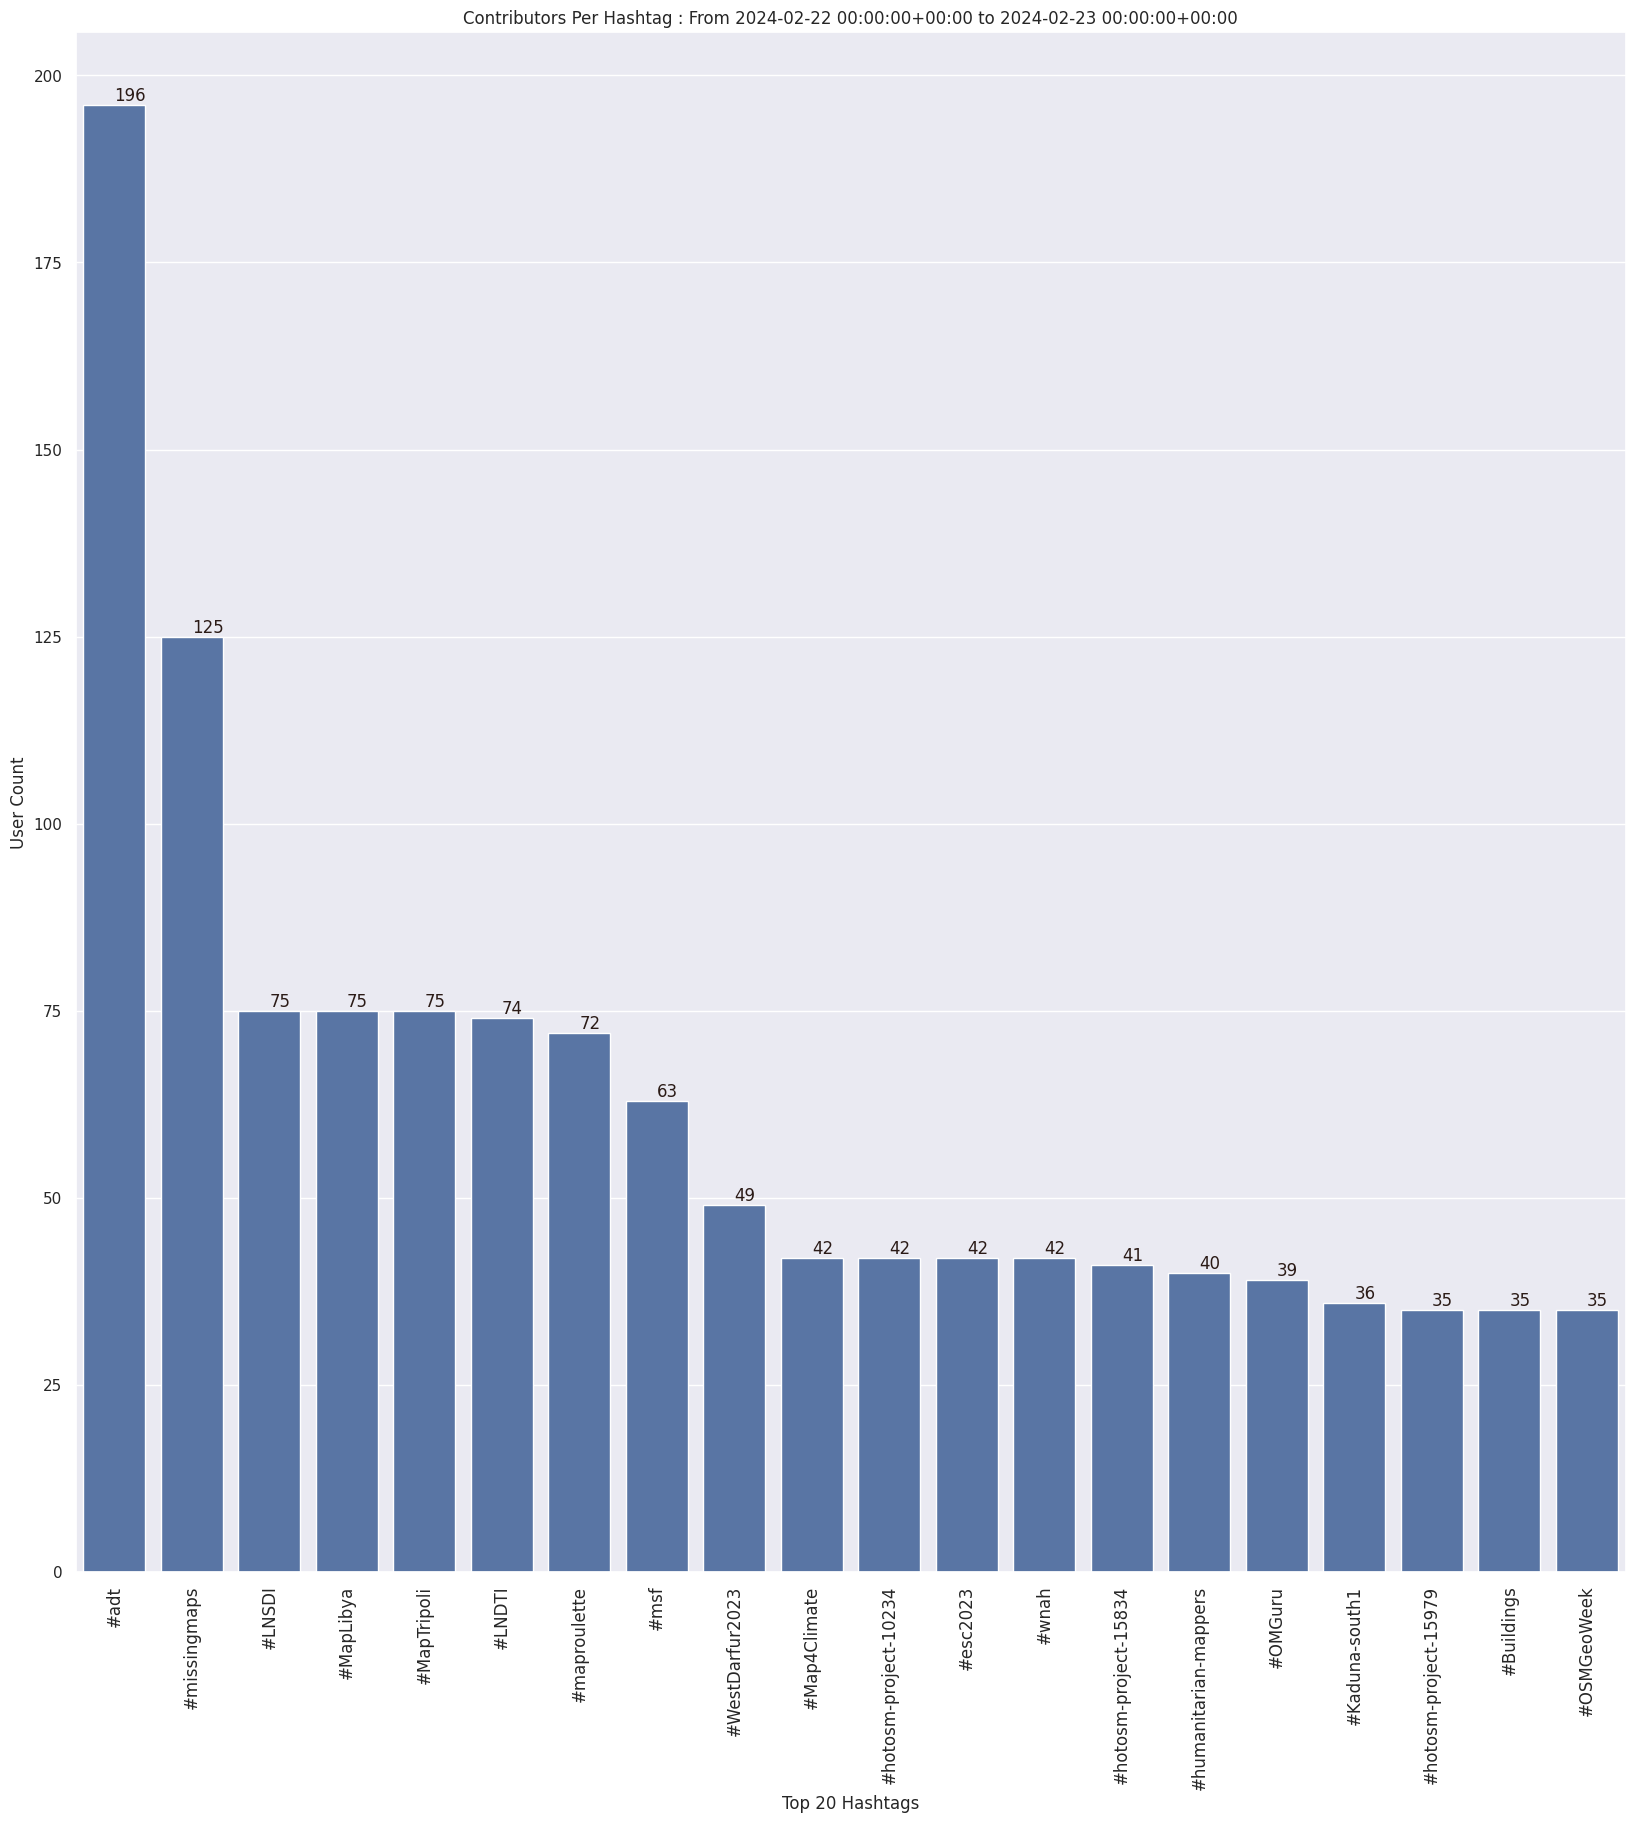 Contributors Per Hashtag : From 2024-02-22 00:00:00+00:00 to 2024-02-23 00:00:00+00:00
User Count
200
175
150
125
100
75
50
25
0
196
125
75
75
75
74
72
63
49
42
42
42
42
41
40
39
36
35
35
35
#adt
#missingmaps
#LNSDI
#MapLibya
#MapTripoli
#LNDTI
#maproulette
#msf
#WestDarfur2023
#Map4Climate
#hotosm-project-10234
#esc2023
#wnah
#hotosm-project-15834
#humanitarian-mappers
#OMGuru
#Kaduna-south1
#hotosm-project-15979
#Buildings
#OSMGeoWeek
Top 20 Hashtags